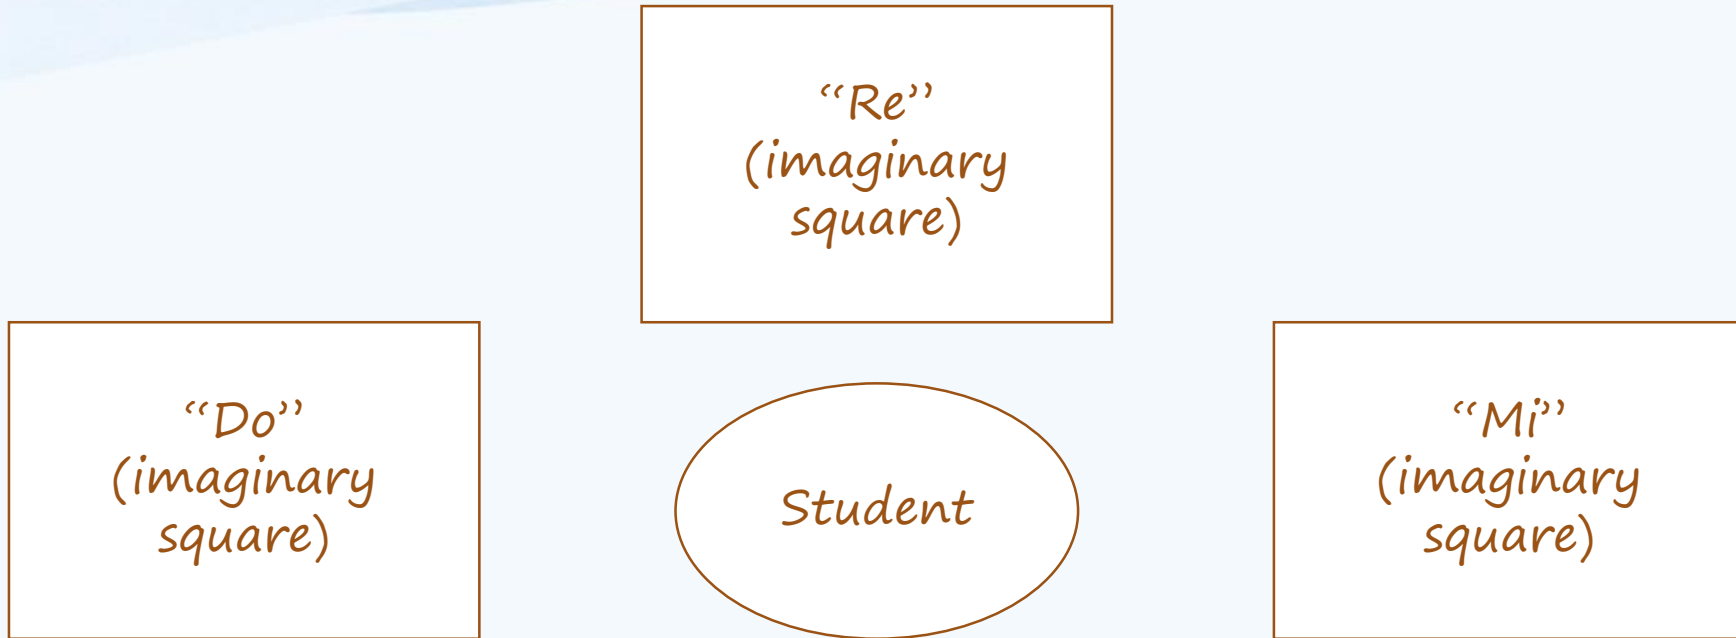 “Re”
(imaginary
square)
“Do”
(imaginary
square)
Student
“Mi”
(imaginary
square)